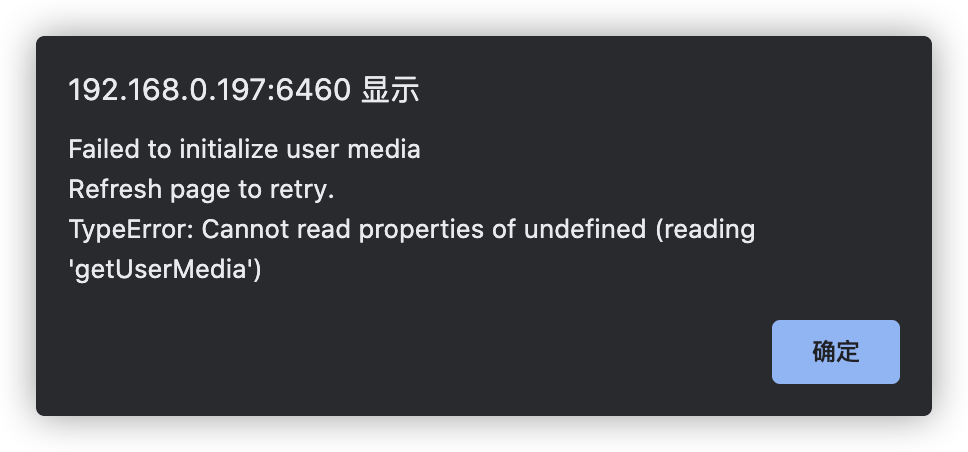 192.168.0.197:6460 显示
Failed to initialize user media
Refresh page to retry.
TypeError: Cannot read properties of undefined (reading
'getUserMedia')
确定